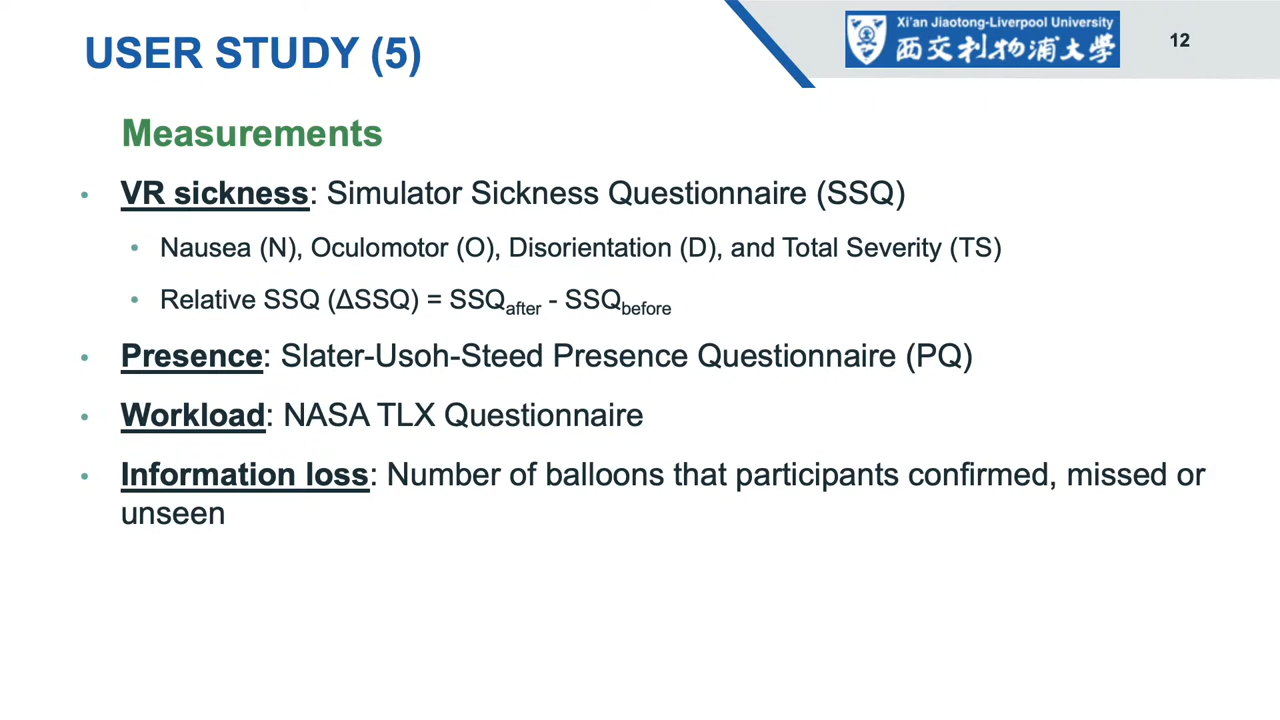 USER STUDY (5)
Xi'an Jiaotong-Liverpool University
西交利物浦大學
12
Measurements
• VR sickness: Simulator Sickness Questionnaire (SSQ)
• Nausea (N), Oculomotor (O), Disorientation (D), and Total Severity (TS)
• Relative SSQ (ΔSSQ) = SSQafter - SSQbefore
• Presence: Slater-Usoh-Steed Presence Questionnaire (PQ)
• Workload: NASA TLX Questionnaire
• Information loss: Number of balloons that participants confirmed, missed or
unseen